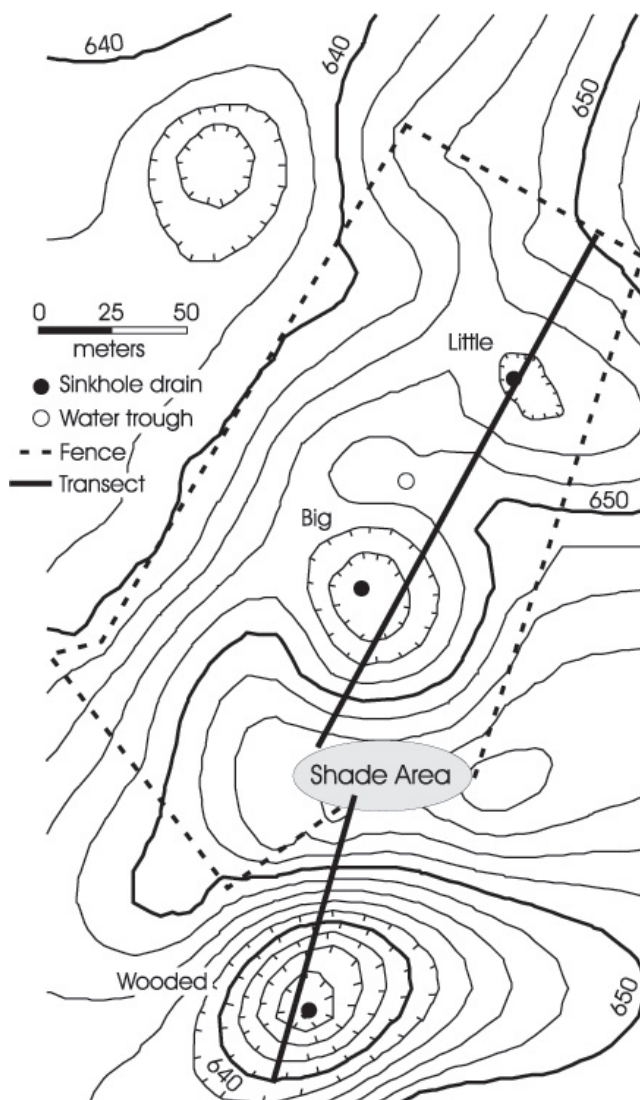 640
640
650
0 25 50
meters
Little
Sinkhole drain
Water trough
Fence
Transect
650
Big
Shade Area
Wooded
650
640